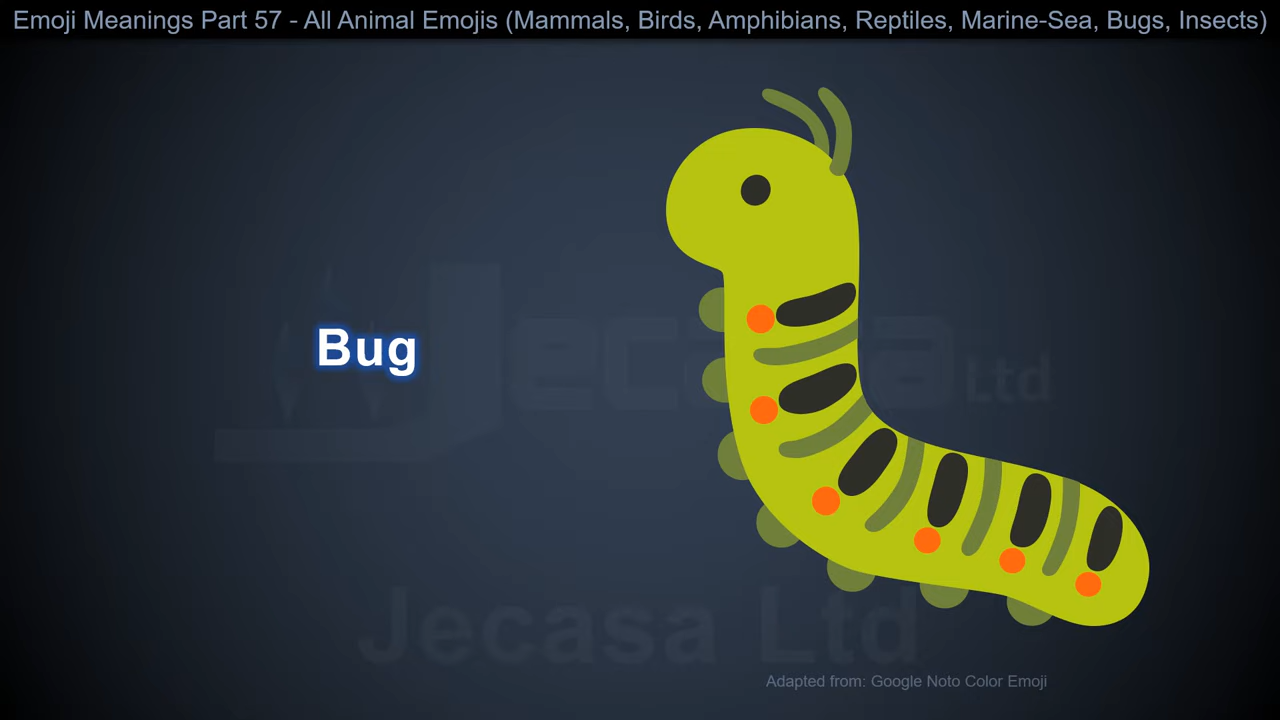 Emoji Meanings Part 57 - All Animal Emojis (Mammals, Birds, Amphibians, Reptiles, Marine-Sea, Bugs, Insects)
Bug
Jecasa Ltd
Jecasa Ltd
Adapted from: Google Noto Color Emoji